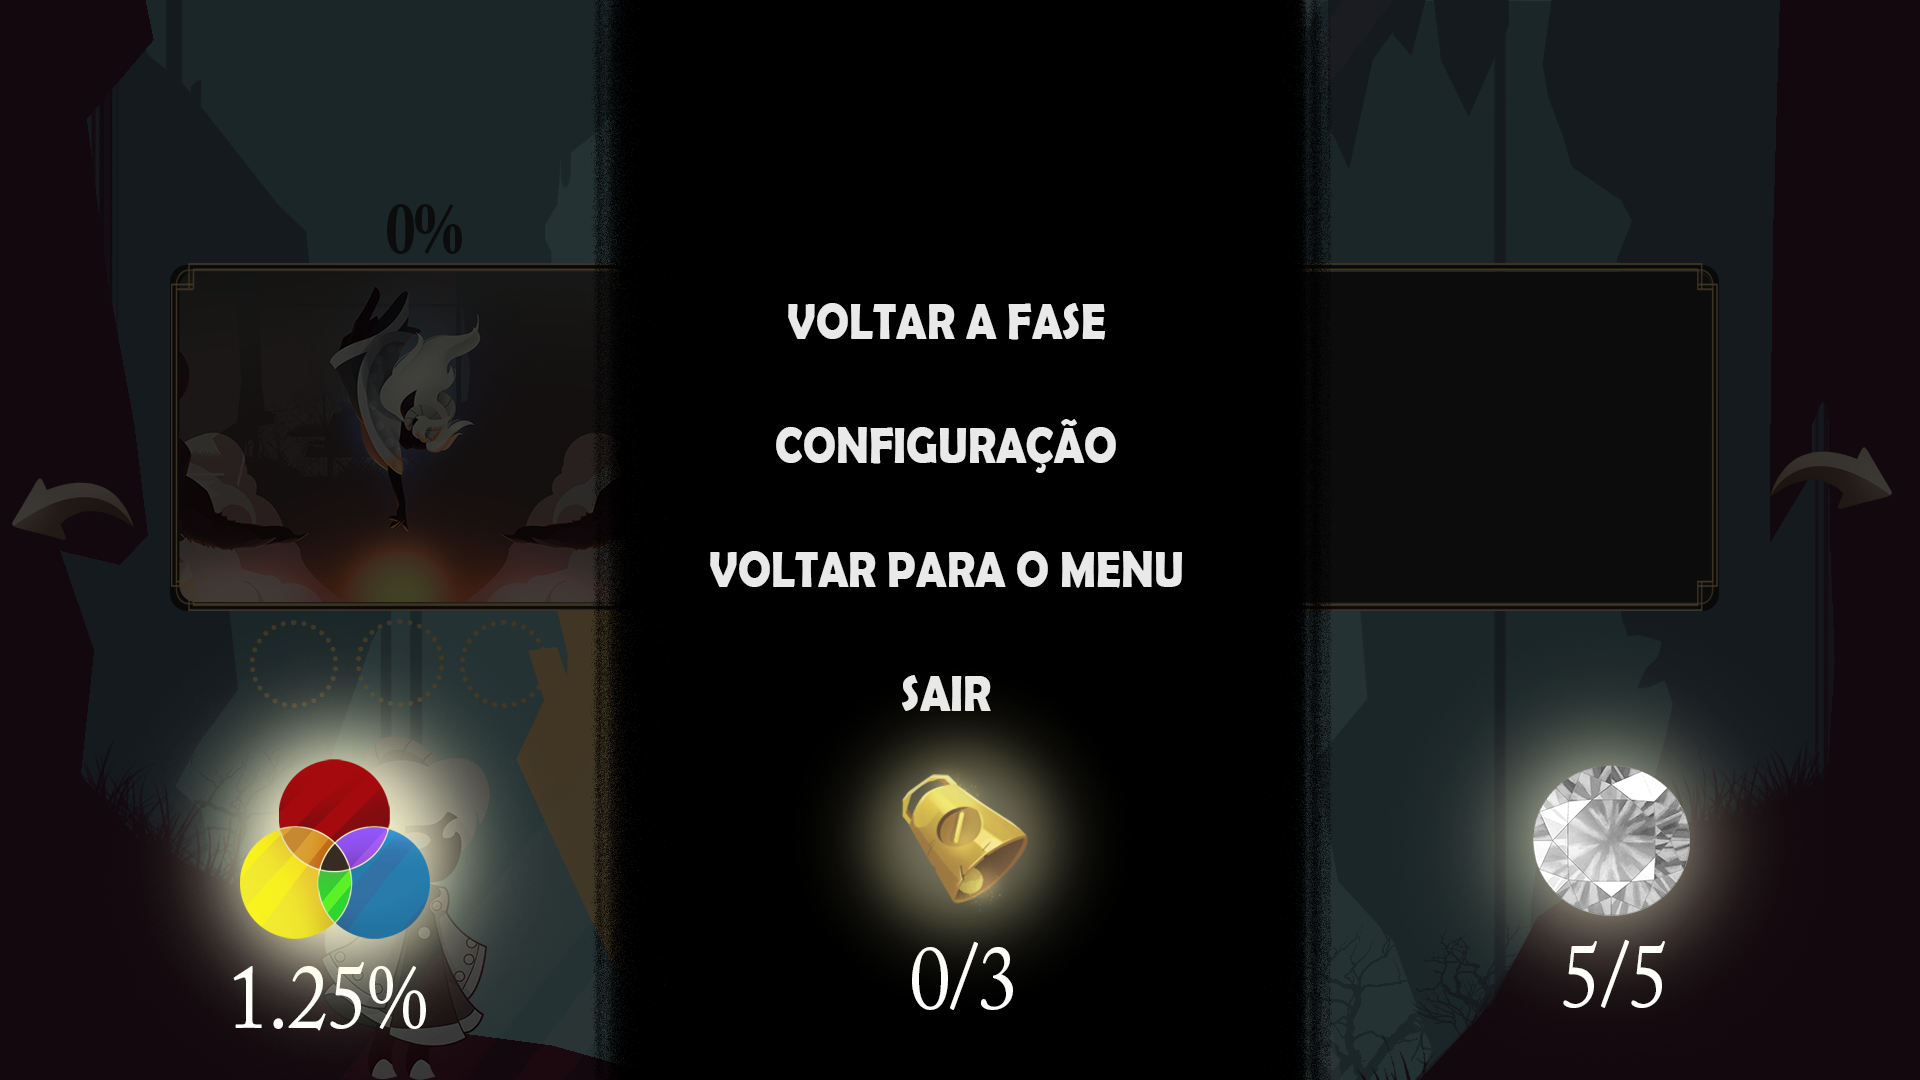 0%
VOLTAR A FASE
CONFIGURAÇÃO
VOLTAR PARA O MENU
SAIR
1.25%
0/3
5/5